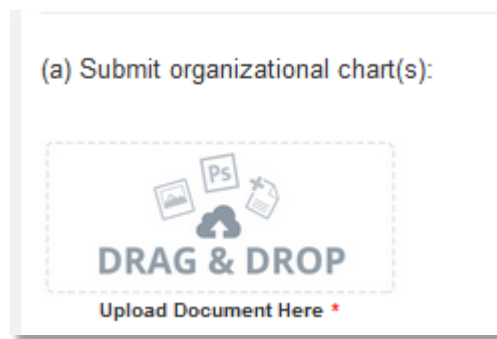 (a) Submit organizational chart(s):
Ps
DRAG & DROP
Upload Document Here *